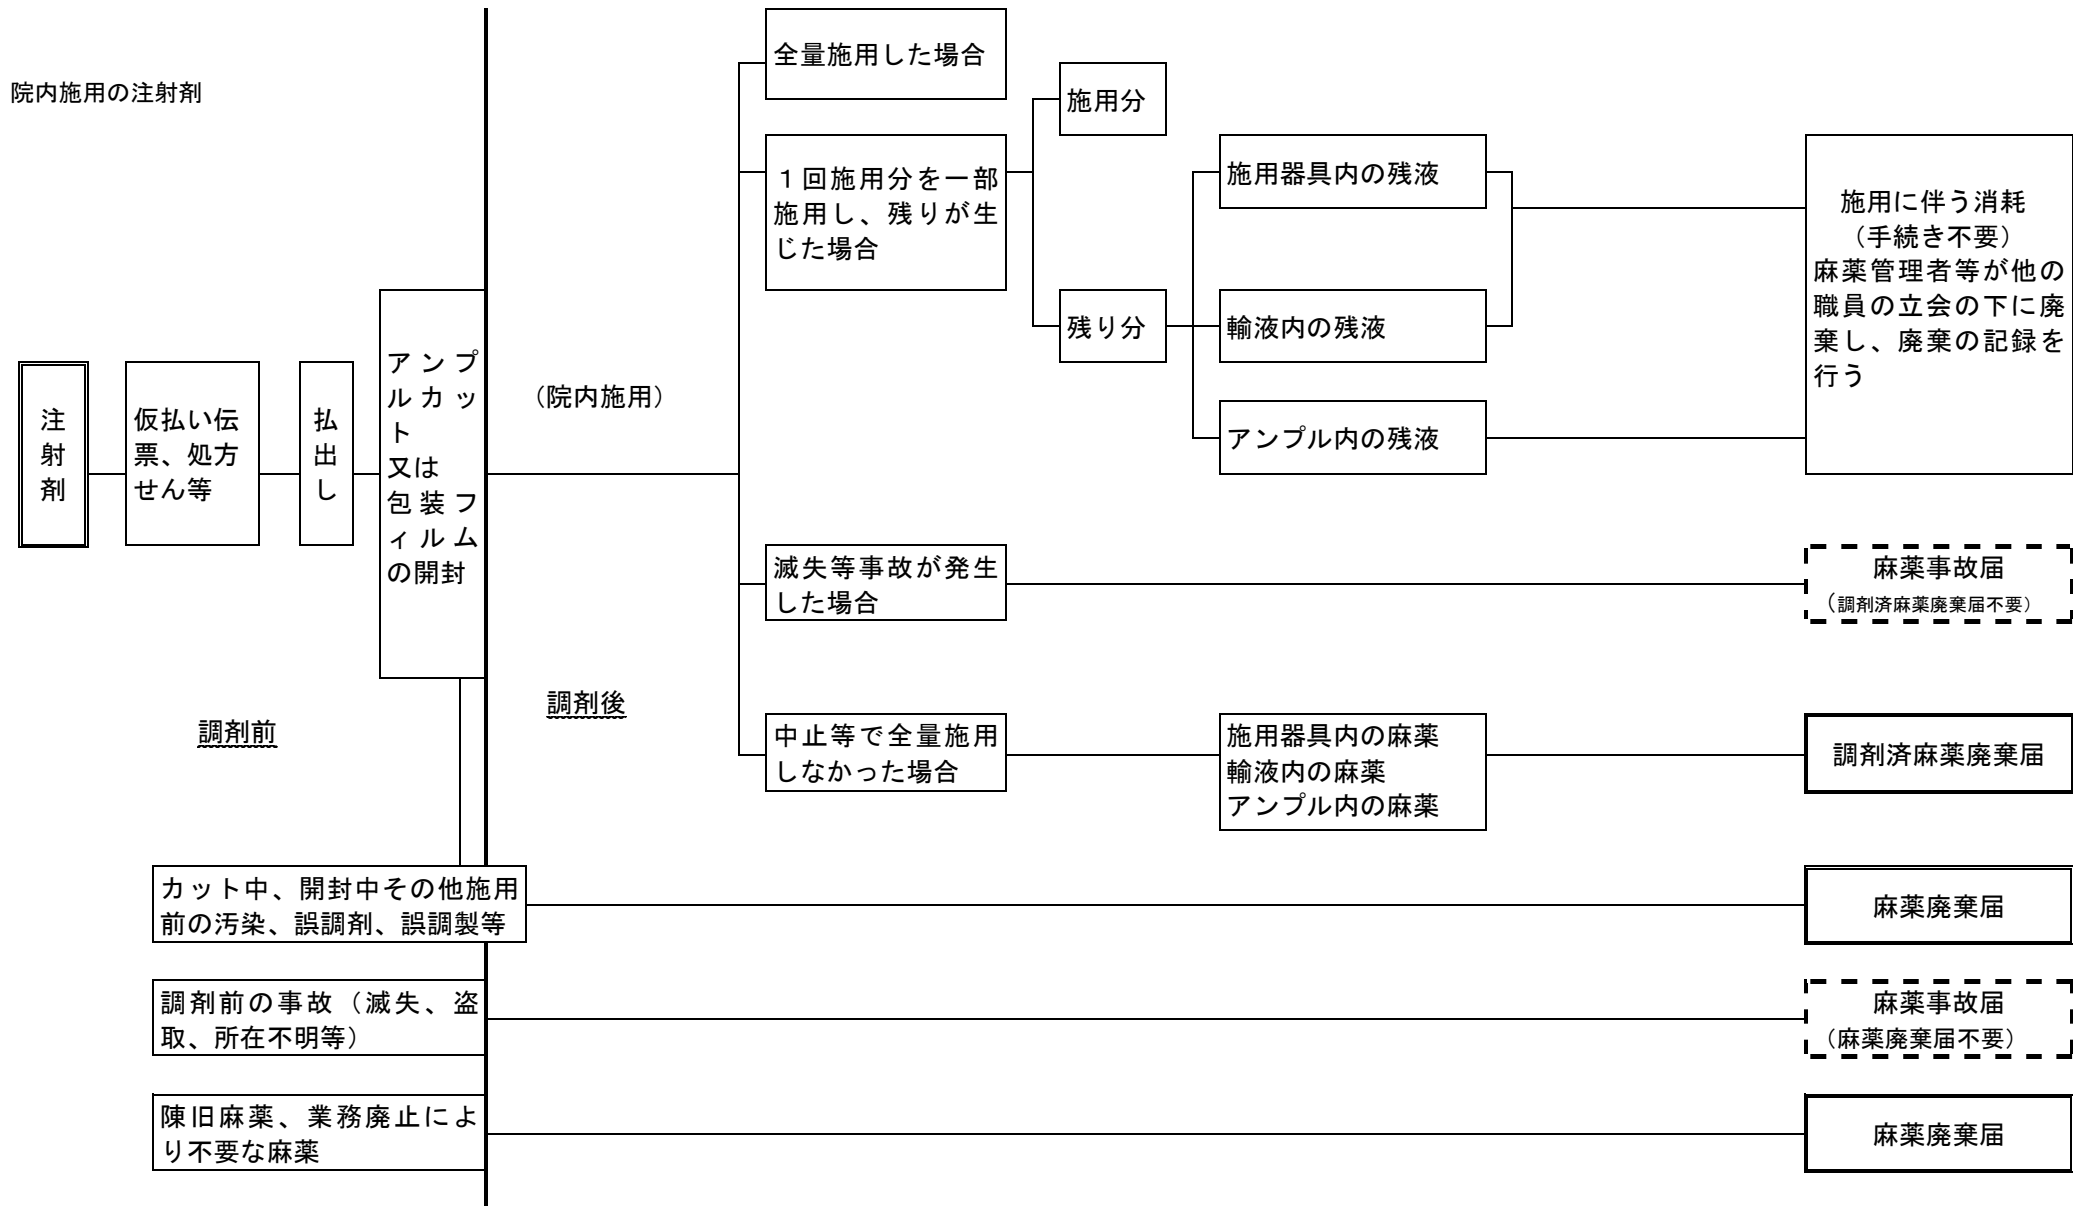 院内施用の注射剤
注
射
剤
仮払い伝
票、処方
せん等
払
出
し
アンプ
ルカッ
ト
又は
包装フ
ィルム
の開封
(院内施用)
全量施用した場合
1回施用分を一部
施用し、残りが生
じた場合
施用分
残り分
施用器具内の残液
輸液内の残液
アンプル内の残液
施用に伴う消耗
(手続き不要)
麻薬管理者等が他の
職員の立会の下に廃
棄し、廃棄の記録を
行う
滅失等事故が発生
した場合
麻薬事故届
(調剤済麻薬廃棄届不要)
調剤前
調剤後
中止等で全量施用
しなかった場合
施用器具内の麻薬
輸液内の麻薬
アンプル内の麻薬
調剤済麻薬廃棄届
カット中、開封中その他施用
前の汚染、誤調剤、誤調製等
麻薬廃棄届
調剤前の事故(滅失、盗
取、所在不明等)
麻薬事故届
(麻薬廃棄届不要)
陳旧麻薬、業務廃止によ
り不要な麻薬
麻薬廃棄届